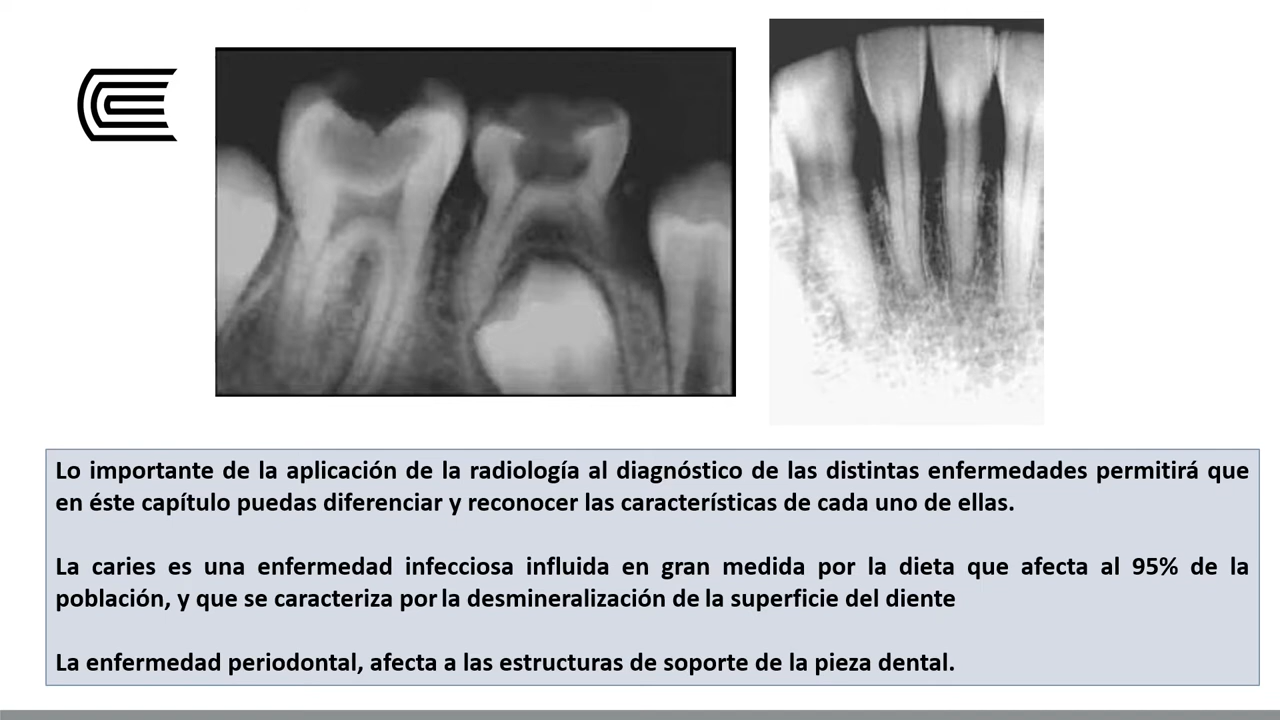 Lo importante de la aplicación de la radiología al diagnóstico de las distintas enfermedades permitirá que
en éste capítulo puedas diferenciar y reconocer las características de cada uno de ellas.
La caries es una enfermedad infecciosa influida en gran medida por la dieta que afecta al 95% de la
población, y que se caracteriza por la desmineralización de la superficie del diente
La enfermedad periodontal, afecta a las estructuras de soporte de la pieza dental.